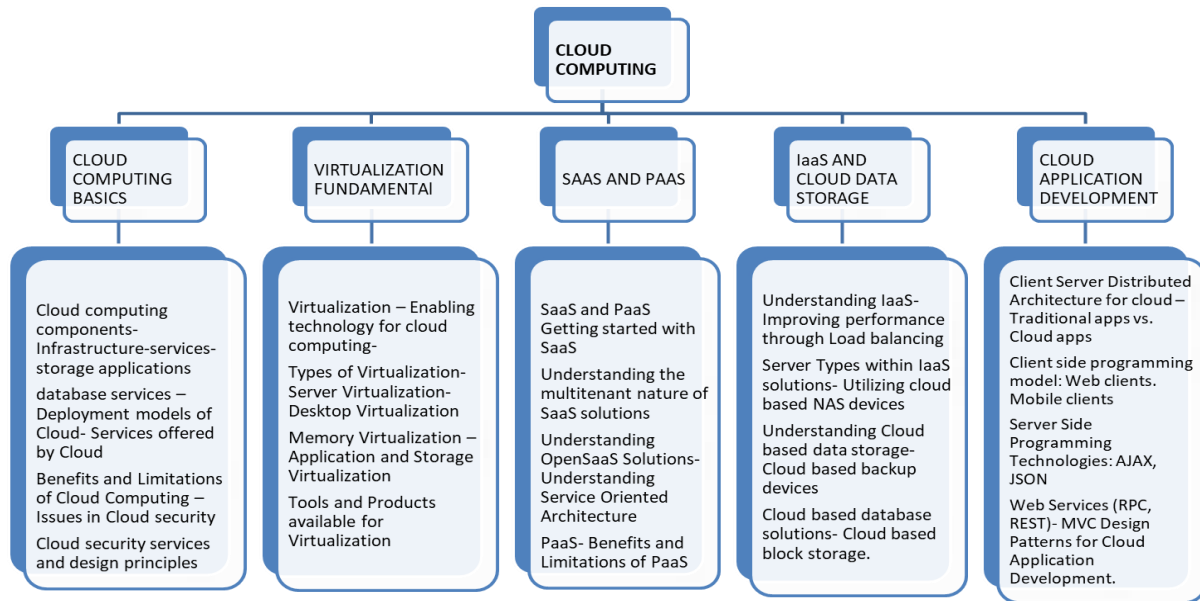 CLOUD
COMPUTING
CLOUD
COMPUTING
BASICS
VIRTUALIZATION
FUNDAMENTAl
SAAS AND PAAS
IaaS AND
CLOUD DATA
STORAGE
CLOUD
APPLICATION
DEVELOPMENT
Cloud computing
components-
Infrastructure-services-
storage applications
database services –
Deployment models of
Cloud- Services offered
by Cloud
Benefits and Limitations
of Cloud Computing –
Issues in Cloud security
Cloud security services
and design principles
Virtualization – Enabling
technology for cloud
computing-
Types of Virtualization-
Server Virtualization-
Desktop Virtualization
Memory Virtualization –
Application and Storage
Virtualization
Tools and Products
available for
Virtualization
SaaS and PaaS
Getting started with
SaaS
Understanding the
multitenant nature of
SaaS solutions
Understanding
OpenSaaS Solutions-
Understanding
Service Oriented
Architecture
PaaS- Benefits and
Limitations of PaaS
Understanding IaaS-
Improving performance
through Load balancing
Server Types within IaaS
solutions- Utilizing cloud
based NAS devices
Understanding Cloud
based data storage-
Cloud based backup
devices
Cloud based database
solutions- Cloud based
block storage.
Client Server Distributed
Architecture for cloud –
Traditional apps vs.
Cloud apps
Client side programming
model: Web clients.
Mobile clients
Server Side
Programming
Technologies: AJAX,
JSON
Web Services (RPC,
REST)- MVC Design
Patterns for Cloud
Application
Development.